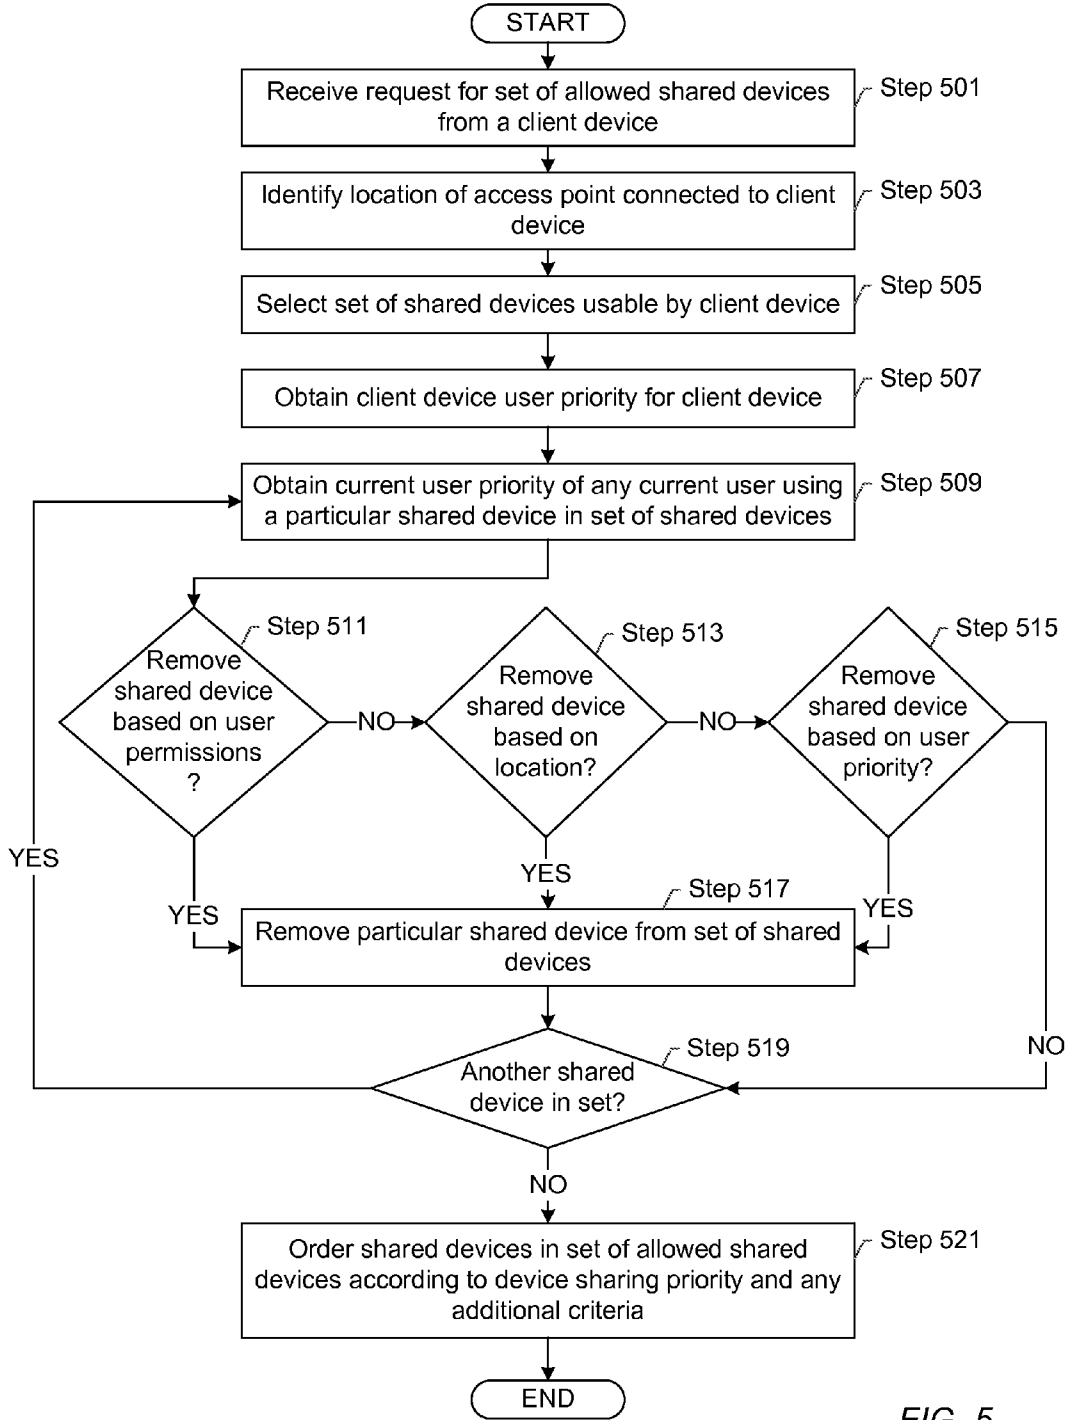 START
Receive request for set of allowed shared devices
from a client device
Step 501
Identify location of access point connected to client
device
Step 503
Select set of shared devices usable by client device
Step 505
Obtain client device user priority for client device
Step 507
Obtain current user priority of any current user using
a particular shared device in set of shared devices
Step 509
Step 511
Remove
shared device
based on user
permissions
?
NO
Step 513
Remove
shared device
based on
location?
NO
Step 515
Remove
shared device
based on user
priority?
YES
YES
YES
YES
Step 517
Remove particular shared device from set of shared
devices
NO
Step 519
Another shared
device in set?
NO
Step 521
Order shared devices in set of allowed shared
devices according to device sharing priority and any
additional criteria
END
FIG. 5